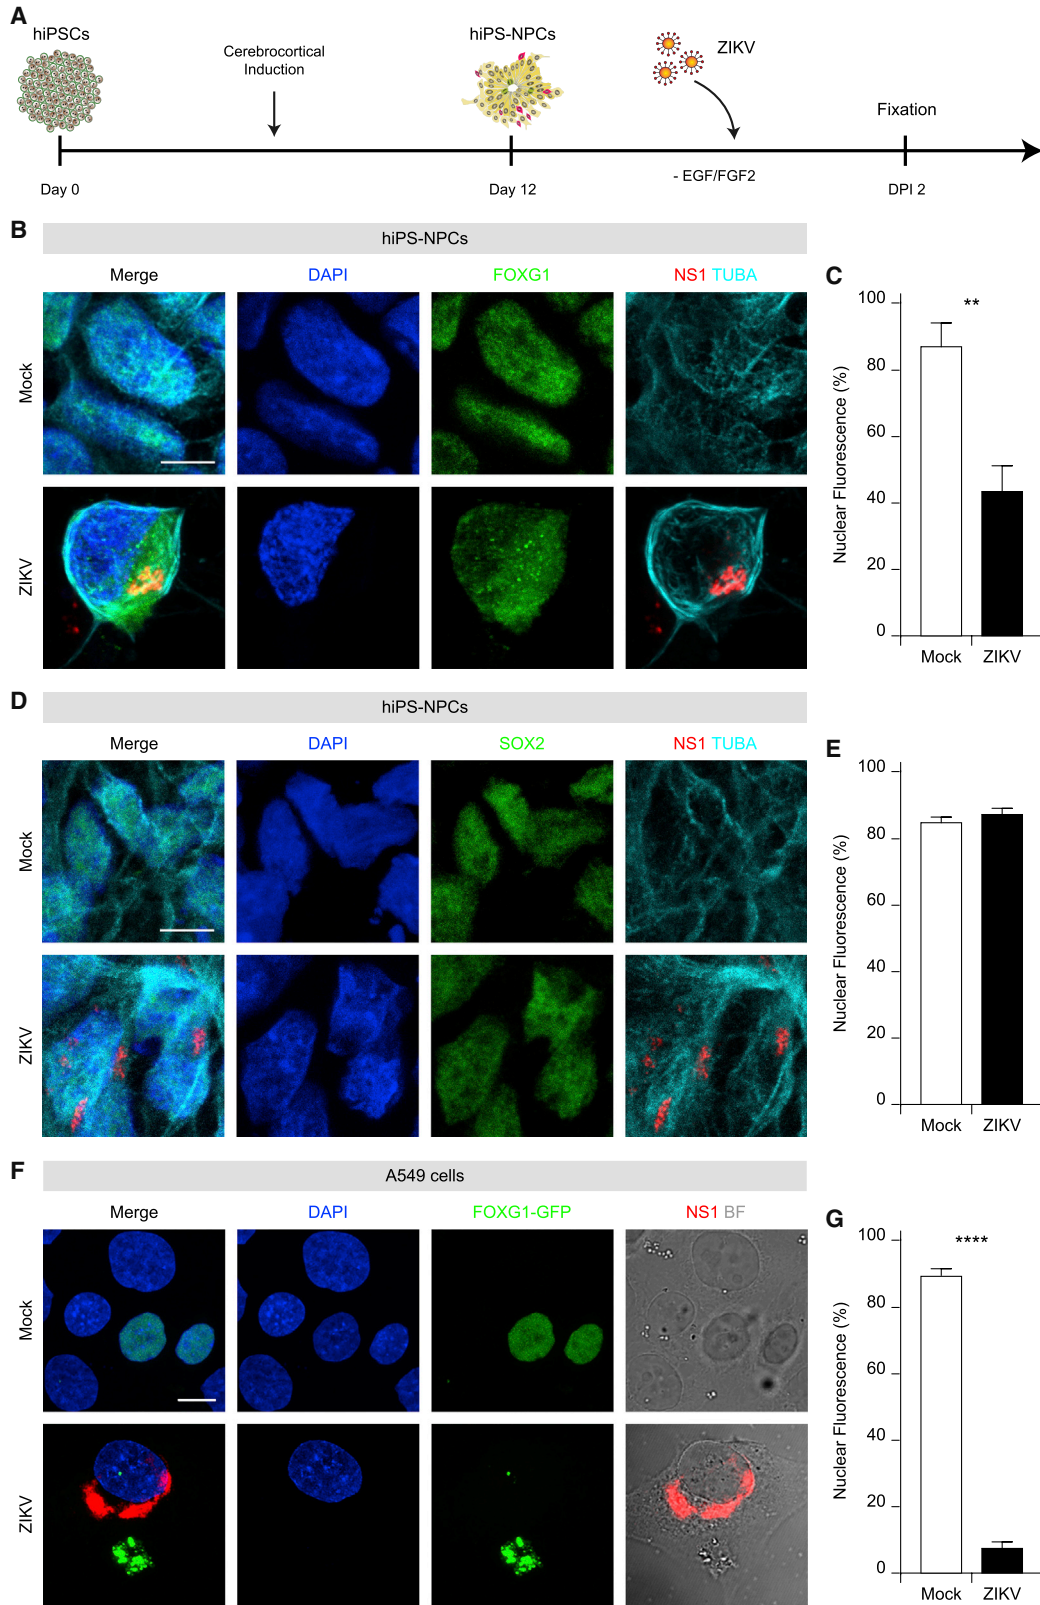 A
hiPSCs
Cerebrocortical
Induction
hiPS-NPCs
ZIKV
Fixation
Day 0
Day 12
- EGF/FGF2
DPI 2
B
hiPS-NPCs
Merge DAPI FOXG1 NS1 TUBA
Mock
ZIKV
C
**
Nuclear Fluorescence (%)
100
80
60
40
20
0
Mock ZIKV
D
hiPS-NPCs
Merge DAPI SOX2 NS1 TUBA
Mock
ZIKV
E
Nuclear Fluorescence (%)
100
80
60
40
20
0
Mock ZIKV
F
A549 cells
Merge DAPI FOXG1-GFP NS1 BF
Mock
ZIKV
G
****
Nuclear Fluorescence (%)
100
80
60
40
20
0
Mock ZIKV